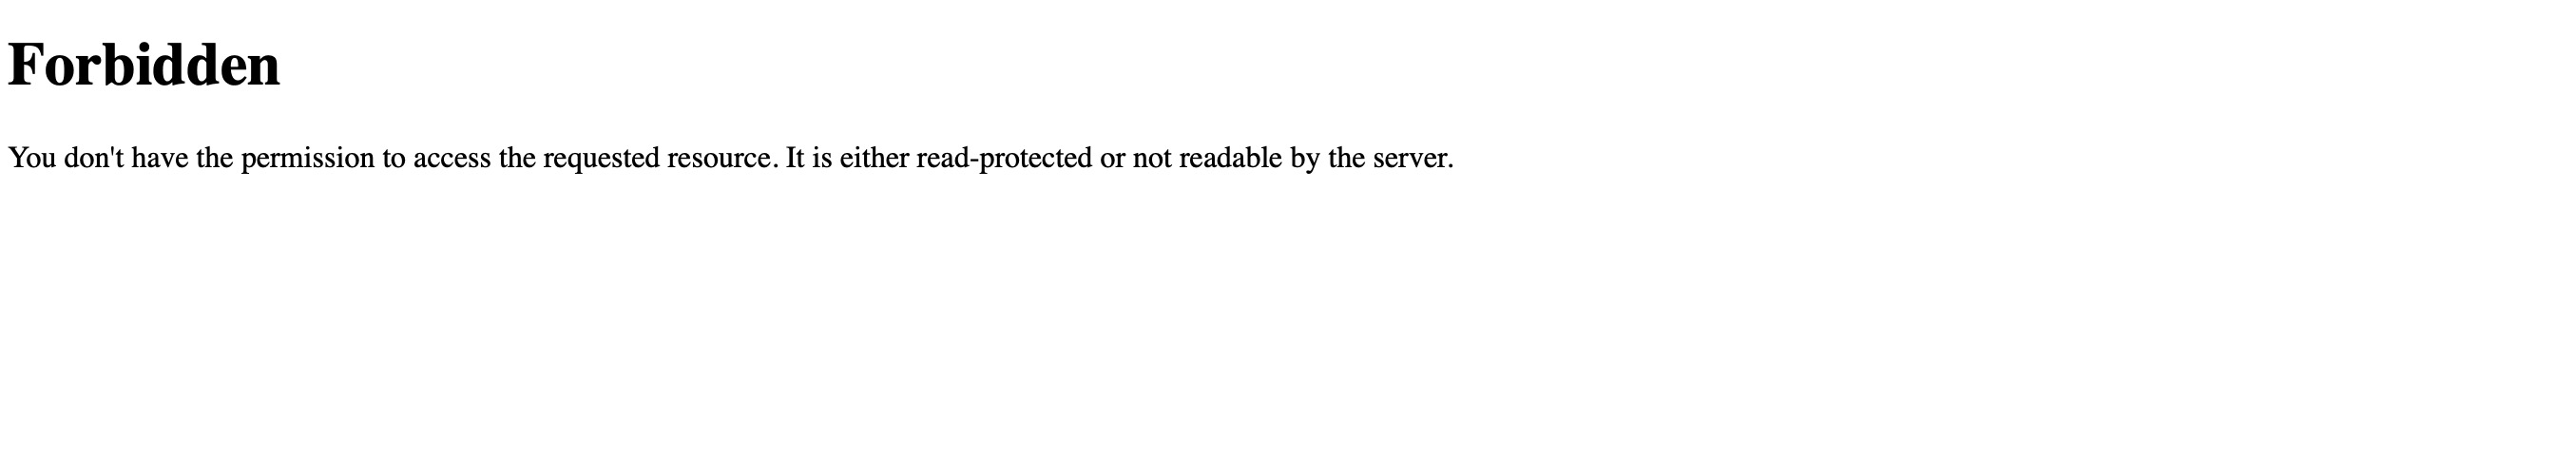 Forbidden
You don't have the permission to access the requested resource. It is either read-protected or not readable by the server.